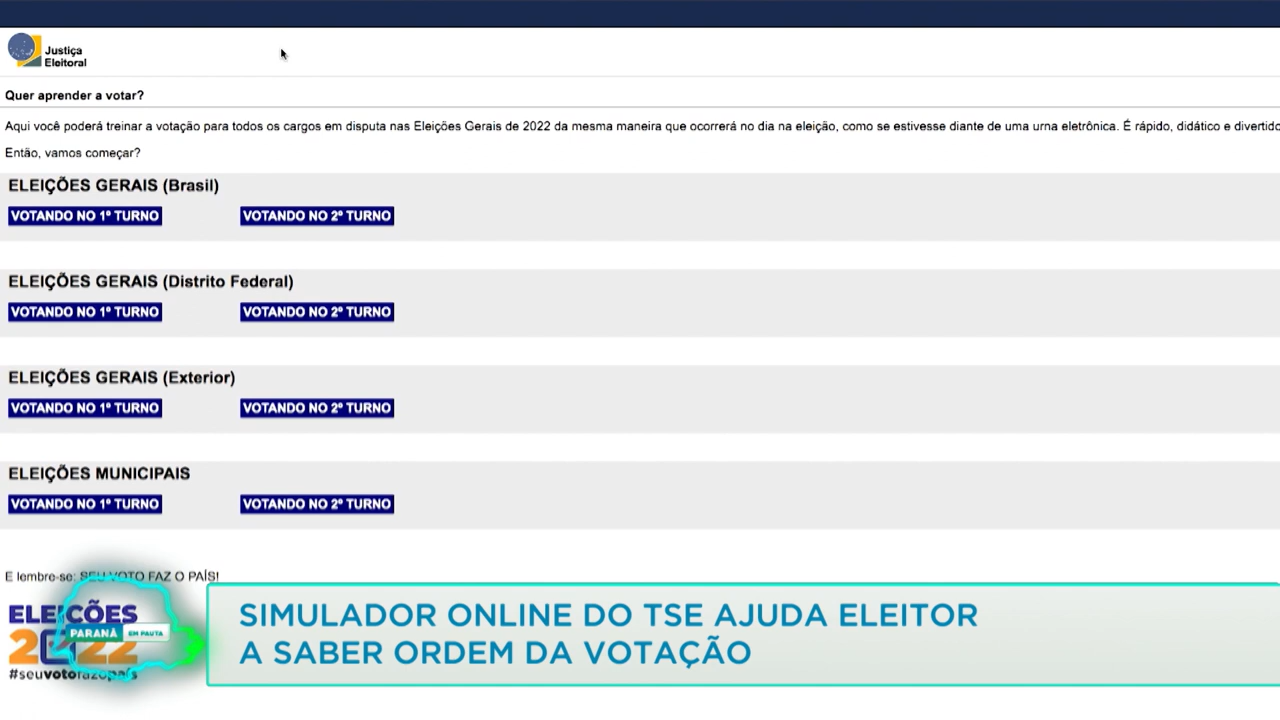 Justiça
Eleitoral
Quer aprender a votar?
Aqui você poderá treinar a votação para todos os cargos em disputa nas Eleições Gerais de 2022 da mesma maneira que ocorrerá no dia na eleição, como se estivesse diante de uma urna eletrônica. É rápido, didático e divertido
Então, vamos começar?
ELEIÇÕES GERAIS (Brasil)
VOTANDO NO 1º TURNO VOTANDO NO 2º TURNO
ELEIÇÕES GERAIS (Distrito Federal)
VOTANDO NO 1º TURNO VOTANDO NO 2º TURNO
ELEIÇÕES GERAIS (Exterior)
VOTANDO NO 1º TURNO VOTANDO NO 2º TURNO
ELEIÇÕES MUNICIPAIS
VOTANDO NO 1º TURNO VOTANDO NO 2º TURNO
E lembre-se: SEU VOTO FAZ O PAÍS!
ELEIÇÕES
2022
#seuvotofazopaís
PARANÁ EM PAUTA
SIMULADOR ONLINE DO TSE AJUDA ELEITOR
A SABER ORDEM DA VOTAÇÃO